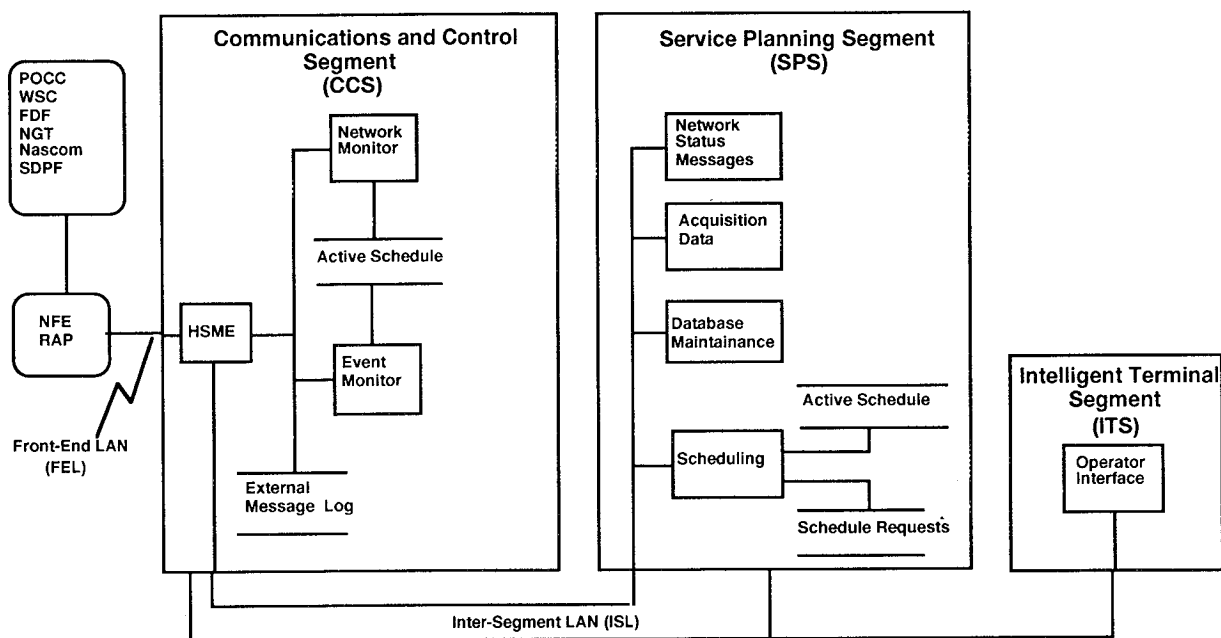 Communications and Control
Segment
(CCS)
POCC
WSC
FDF
NGT
Nascom
SDPF
NFE
RAP
Front-End LAN
(FEL)
HSME
Network
Monitor
Active Schedule
Event
Monitor
External
Message Log
Service Planning Segment
(SPS)
Network
Status
Messages
Acquisition
Data
Database
Maintainance
Scheduling
Active Schedule
Schedule Requests
Intelligent Terminal
Segment
(ITS)
Operator
Interface
Inter-Segment LAN (ISL)